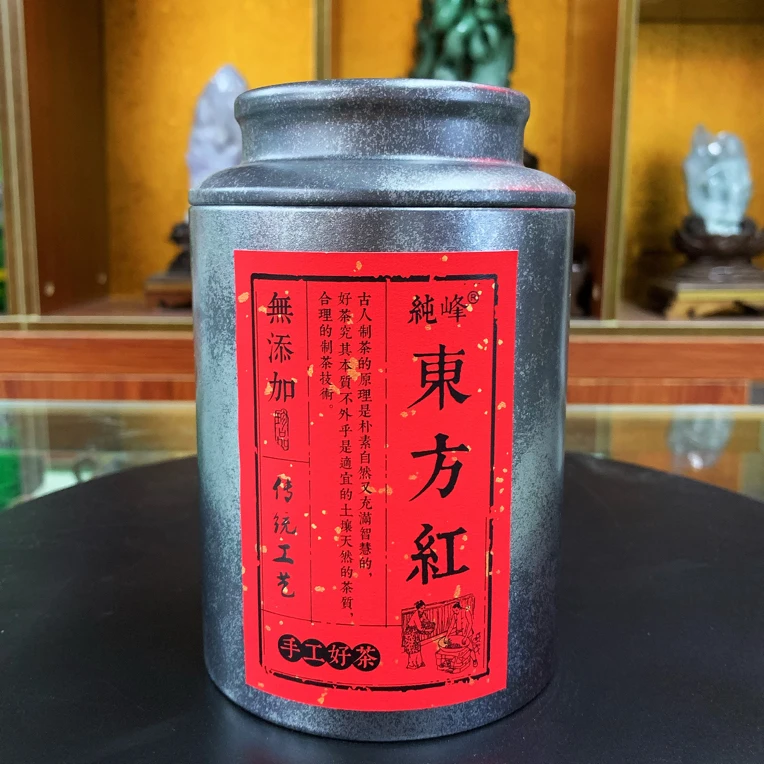 純峰®
東方紅
古人制茶的原理是朴素自然又充滿智慧的，
好茶究其本質不外乎是適宜的土壤天然的茶質，
合理的制茶技術。
無添加
传统工艺
手工好茶